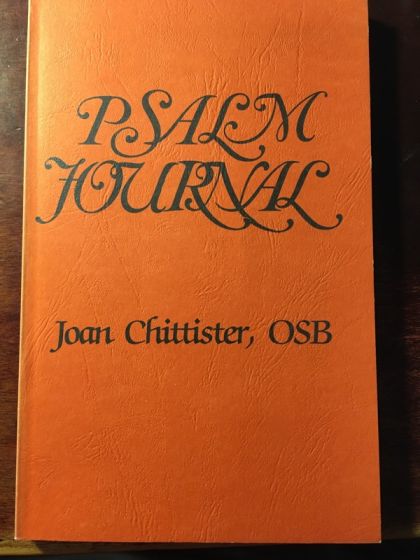 PSALM
JOURNAL
Joan Chittister, OSB